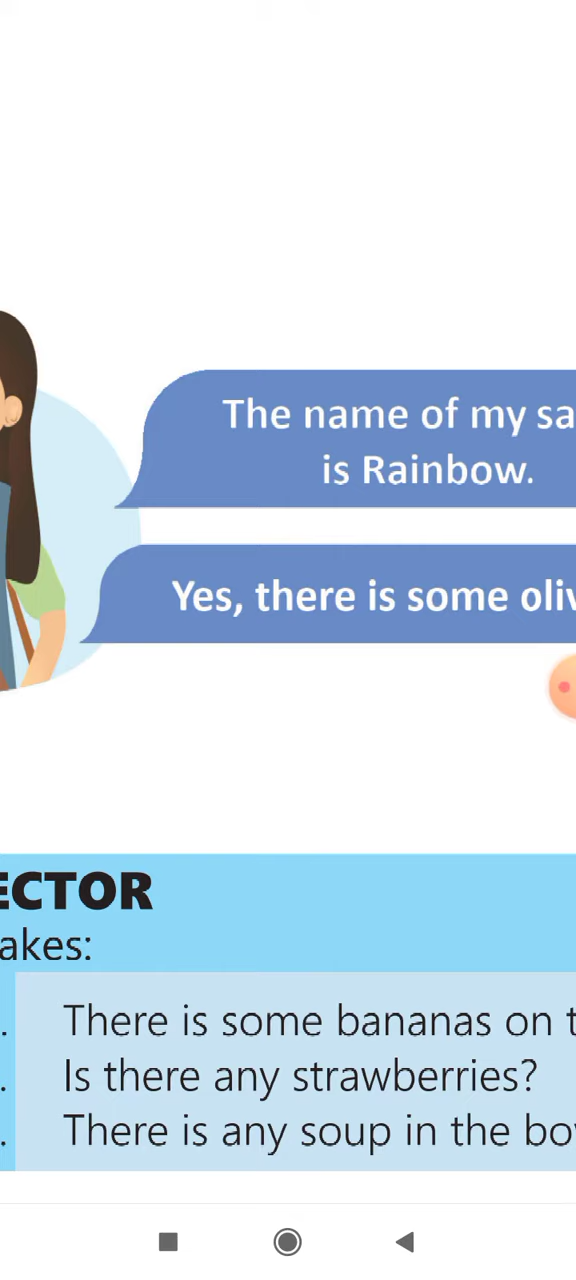 The name of my sa
is Rainbow.
Yes, there is some oliv
ECTOR
akes:
. There is some bananas on t
. Is there any strawberries?
. There is any soup in the bo